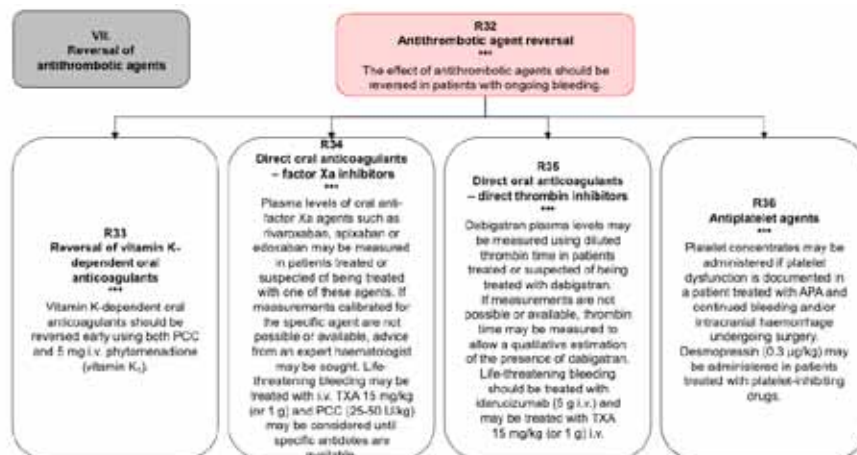 VII.
Reversal of
antithrombotic agents
R32
Antithrombotic agent reversal
***
The effect of antithrombotic agents should be
reversed in patients with ongoing bleeding.
R33
Reversal of vitamin K-
dependent oral
anticoagulants
***
Vitamin K-dependent oral
anticoagulants should be
reversed early using both PCC
and 5 mg i.v. phytomenadione
(vitamin K₁).
R34
Direct oral anticoagulants
– factor Xa inhibitors
***
Plasma levels of oral anti-
factor Xa agents such as
rivaroxaban, apixaban or
edoxaban may be measured
in patients treated or
suspected of being treated
with one of these agents. If
measurements calibrated for
the specific agent are not
possible or available, advice
from an expert haematologist
may be sought. Life-
threatening bleeding may be
treated with i.v. TXA 15 mg/kg
(or 1 g) and PCC (25-50 U/kg)
may be considered until
specific antidotes are
available.
R35
Direct oral anticoagulants
– direct thrombin inhibitors
***
Dabigatran plasma levels may
be measured using diluted
thrombin time in patients
treated or suspected of being
treated with dabigatran.
If measurements are not
possible or available, thrombin
time may be measured to
allow a qualitative estimation
of the presence of dabigatran.
Life-threatening bleeding
should be treated with
idarucizumab (5 g i.v.) and
may be treated with TXA
15 mg/kg (or 1 g) i.v.
R36
Antiplatelet agents
***
Platelet concentrates may be
administered if platelet
dysfunction is documented in
a patient treated with APA and
continued bleeding and/or
intracranial haemorrhage
undergoing surgery.
Desmopressin (0.3 μg/kg) may
be administered in patients
treated with platelet-inhibiting
drugs.